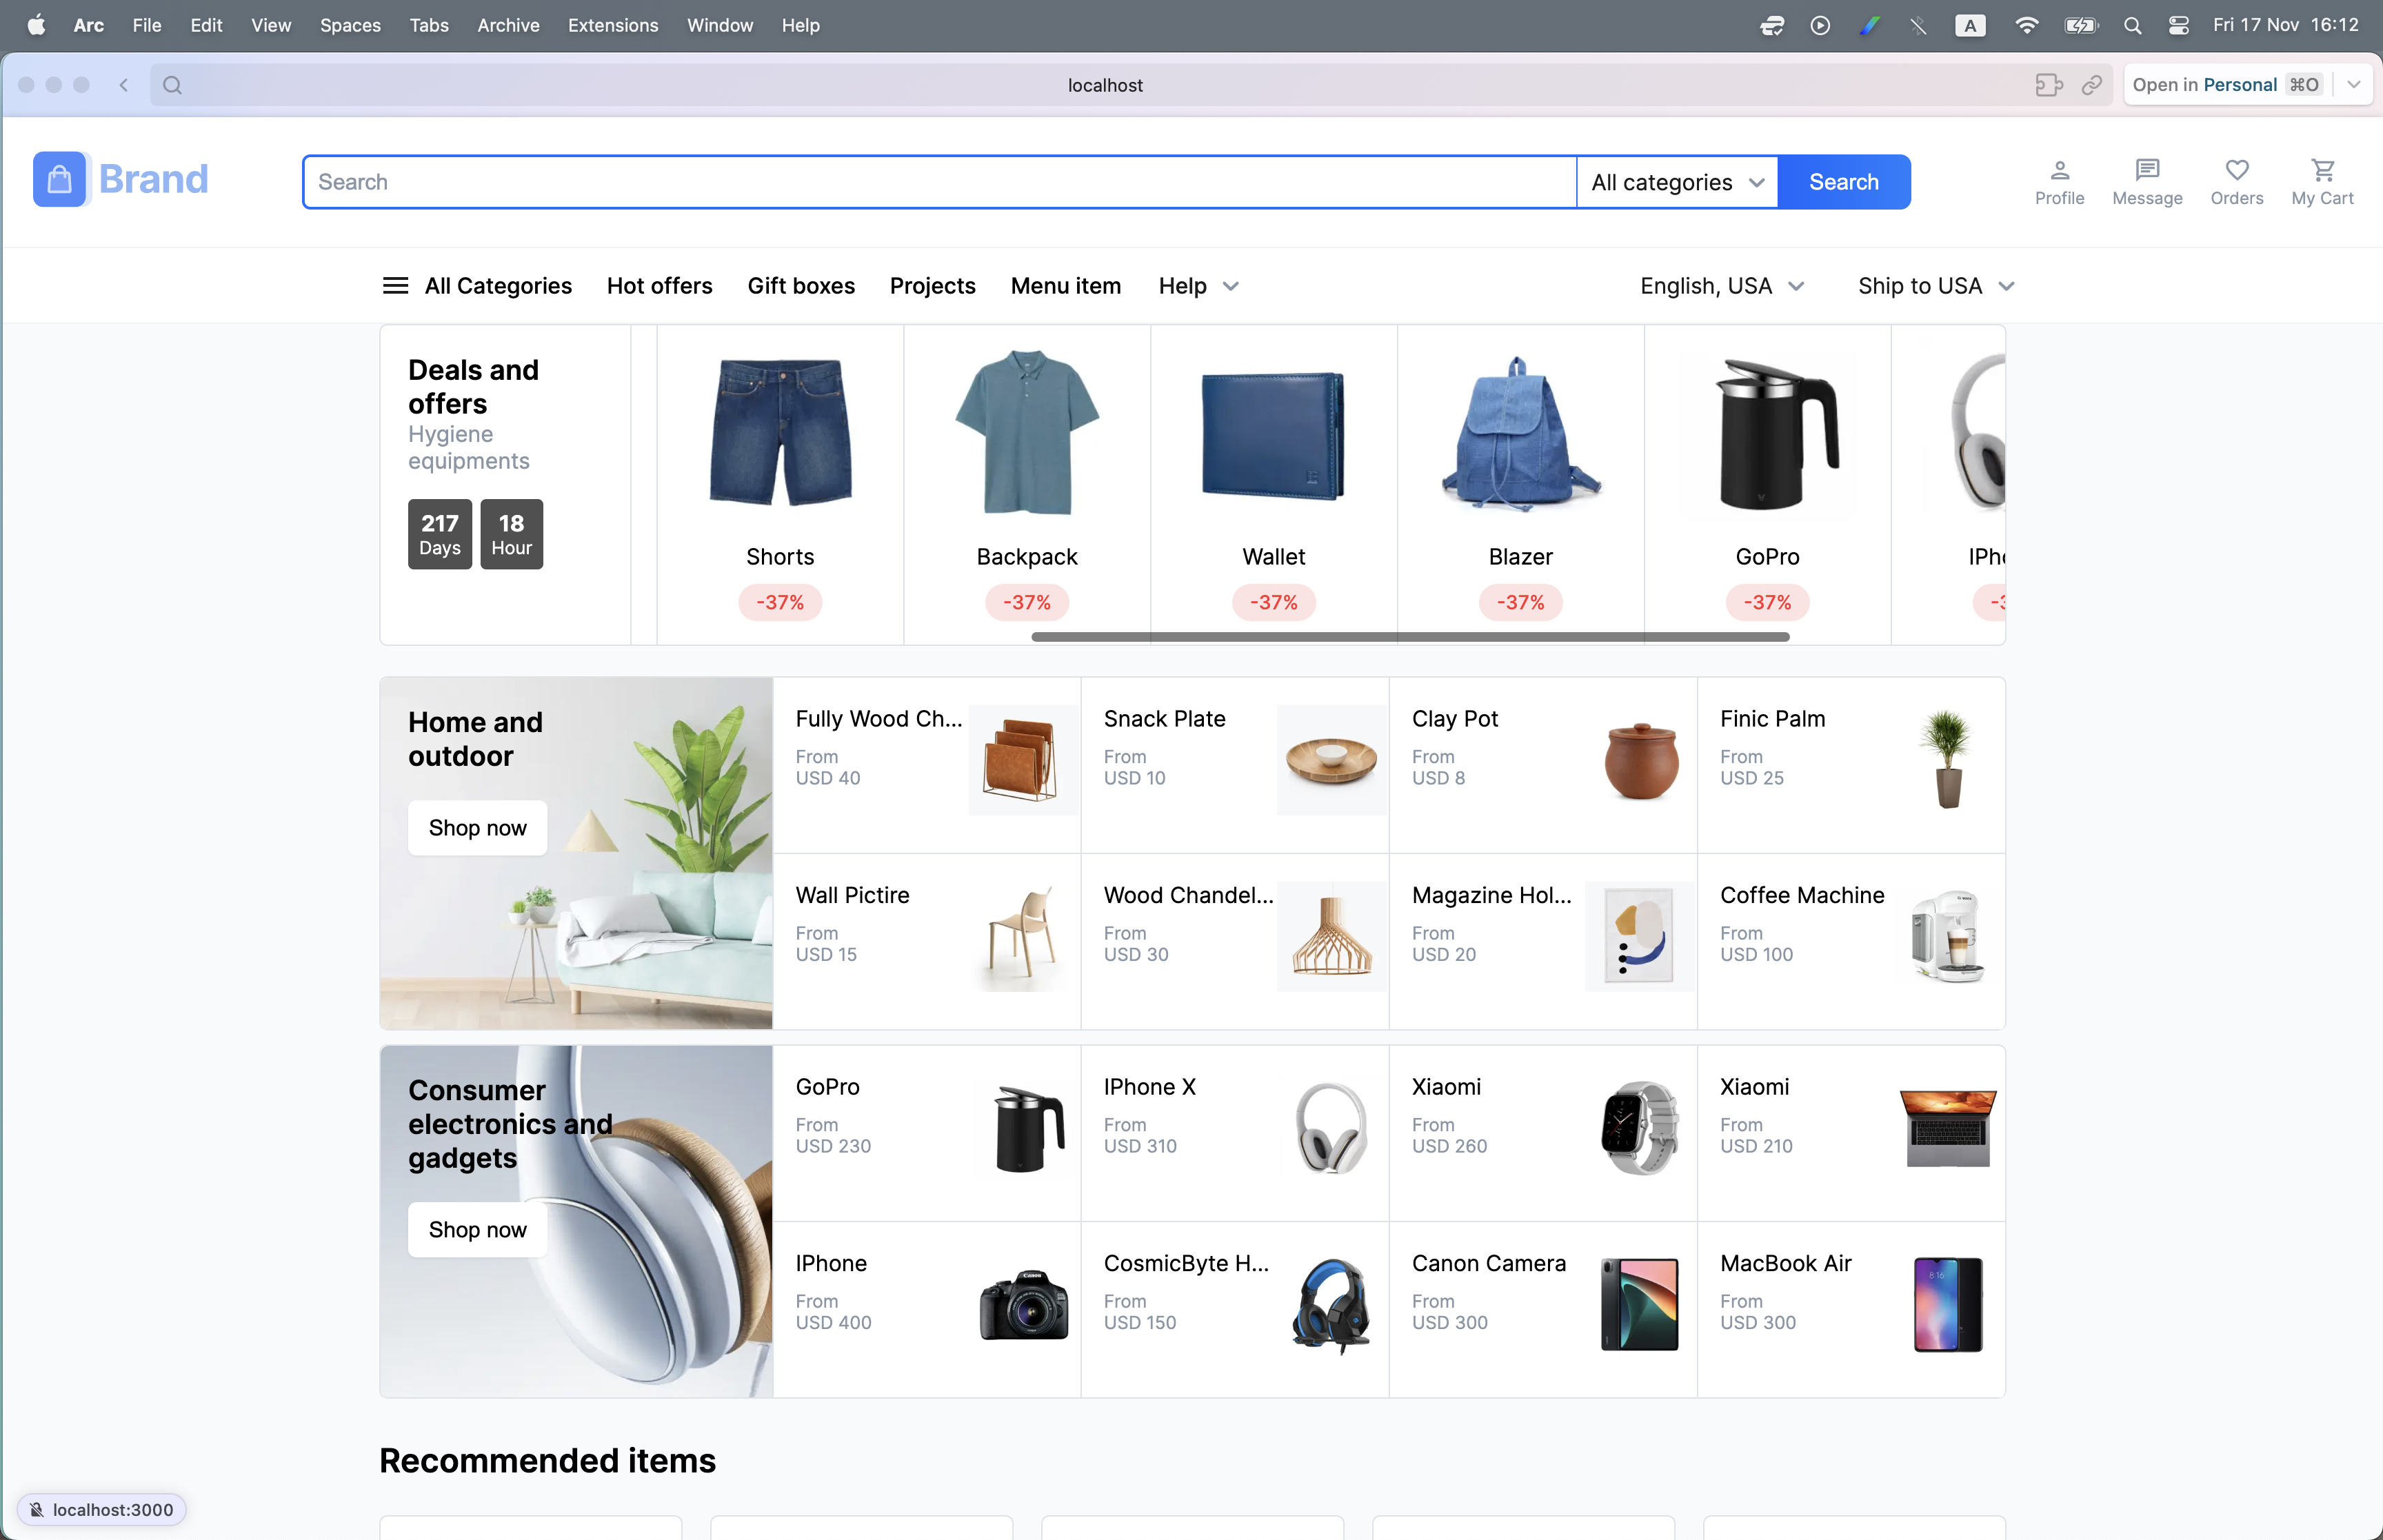 Arc File Edit View Spaces Tabs Archive Extensions Window Help A Fri 17 Nov 16:12
localhost Open in Personal ⌘O
Brand Search All categories Search Profile Message Orders My Cart
All Categories Hot offers Gift boxes Projects Menu item Help English, USA Ship to USA
Deals and
offers
Hygiene
equipments
217 18
Days Hour
Shorts Backpack Wallet Blazer GoPro IPh
-37% -37% -37% -37% -37% -3
Home and
outdoor
Shop now
Fully Wood Ch... Snack Plate Clay Pot Finic Palm
From From From From
USD 40 USD 10 USD 8 USD 25
Wall Pictire Wood Chandel... Magazine Hol... Coffee Machine
From From From From
USD 15 USD 30 USD 20 USD 100
Consumer
electronics and
gadgets
Shop now
GoPro IPhone X Xiaomi Xiaomi
From From From From
USD 230 USD 310 USD 260 USD 210
IPhone CosmicByte H... Canon Camera MacBook Air
From From From From
USD 400 USD 150 USD 300 USD 300
Canon
8:16
Recommended items
localhost:3000